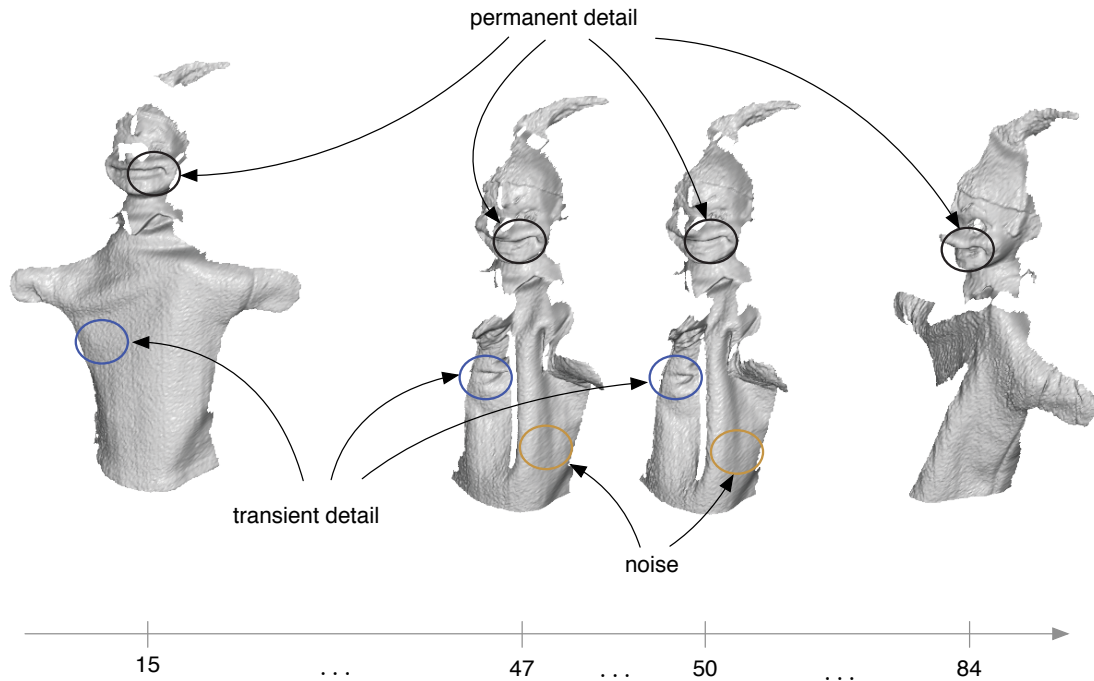 permanent detail
transient detail
noise
15
. . .
47
. . .
50
. . .
84